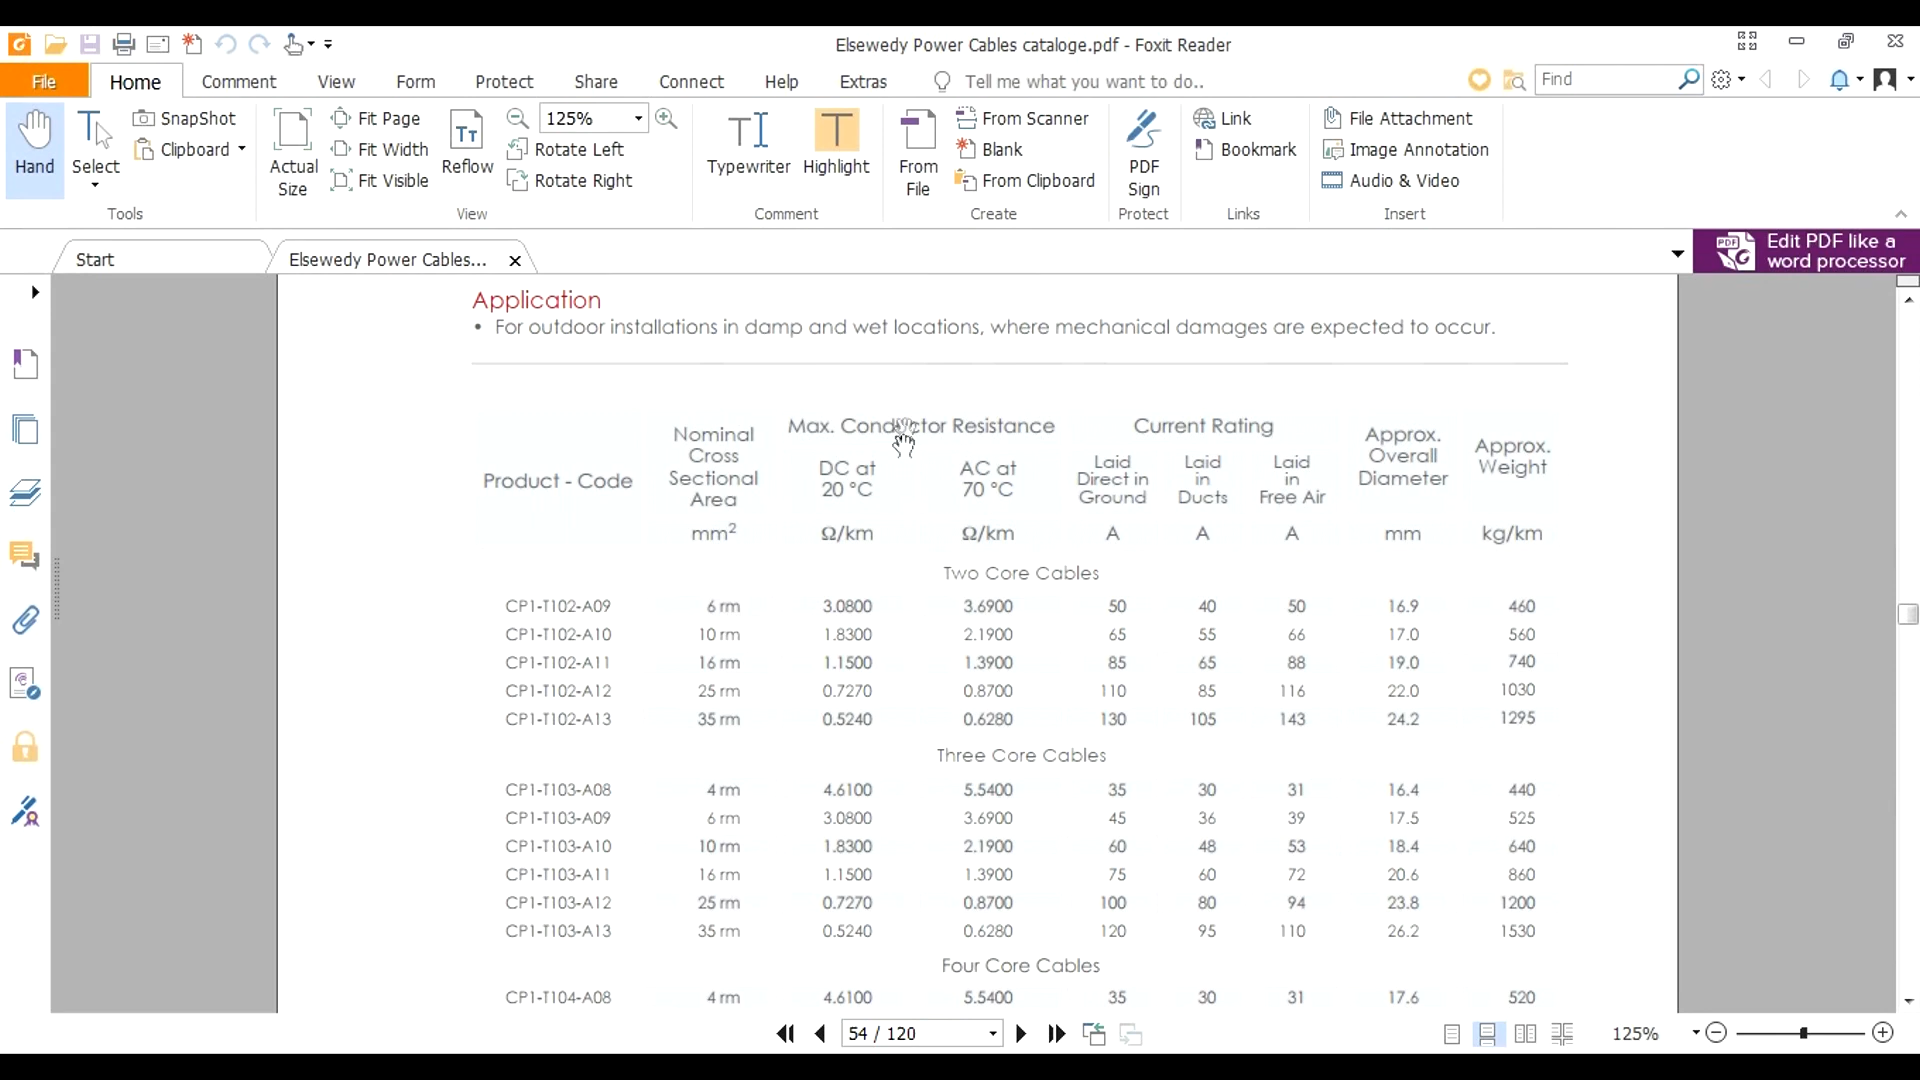 Elsewedy Power Cables cataloge.pdf - Foxit Reader
File Home Comment View Form Protect Share Connect Help Extras Tell me what you want to do.. Find
Hand
Select
SnapShot
Clipboard
Tools
Actual
Size
Fit Page
Fit Width
Fit Visible
Reflow
125%
Rotate Left
Rotate Right
View
Typewriter
Highlight
Comment
From
File
From Scanner
Blank
From Clipboard
Create
PDF
Sign
Protect
Link
Bookmark
Links
File Attachment
Image Annotation
Audio & Video
Insert
Start
Elsewedy Power Cables...
PDF
Edit PDF like a
word processor
Application
• For outdoor installations in damp and wet locations, where mechanical damages are expected to occur.
Product - Code
Nominal
Cross
Sectional
Area
mm²
Max. Conductor Resistance
DC at
20 °C
Ω/km
AC at
70 °C
Ω/km
Current Rating
Laid
Direct in
Ground
A
Laid
in
Ducts
A
Laid
in
Free Air
A
Approx.
Overall
Diameter
mm
Approx.
Weight
kg/km
Two Core Cables
CP1-T102-A09 6 rm 3.0800 3.6900 50 40 50 16.9 460
CP1-T102-A10 10 rm 1.8300 2.1900 65 55 66 17.0 560
CP1-T102-A11 16 rm 1.1500 1.3900 85 65 88 19.0 740
CP1-T102-A12 25 rm 0.7270 0.8700 110 85 116 22.0 1030
CP1-T102-A13 35 rm 0.5240 0.6280 130 105 143 24.2 1295
Three Core Cables
CP1-T103-A08 4 rm 4.6100 5.5400 35 30 31 16.4 440
CP1-T103-A09 6 rm 3.0800 3.6900 45 36 39 17.5 525
CP1-T103-A10 10 rm 1.8300 2.1900 60 48 53 18.4 640
CP1-T103-A11 16 rm 1.1500 1.3900 75 60 72 20.6 860
CP1-T103-A12 25 rm 0.7270 0.8700 100 80 94 23.8 1200
CP1-T103-A13 35 rm 0.5240 0.6280 120 95 110 26.2 1530
Four Core Cables
CP1-T104-A08 4 rm 4.6100 5.5400 35 30 31 17.6 520
54 / 120
125%